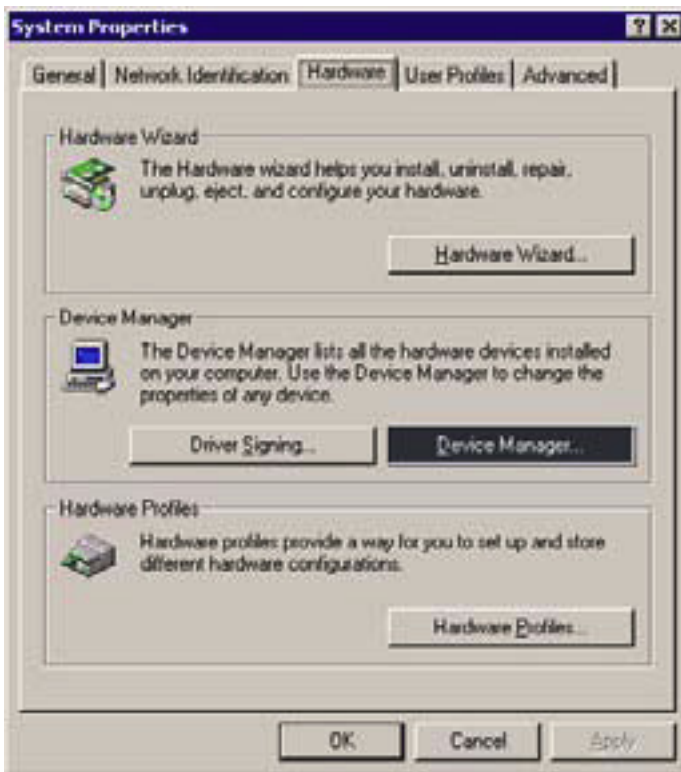 System Properties
General
Network Identification
Hardware
User Profiles
Advanced
Hardware Wizard
The Hardware wizard helps you install, uninstall, repair,
unplug, eject, and configure your hardware.
Hardware Wizard...
Device Manager
The Device Manager lists all the hardware devices installed
on your computer. Use the Device Manager to change the
properties of any device.
Driver Signing...
Device Manager...
Hardware Profiles
Hardware profiles provide a way for you to set up and store
different hardware configurations.
Hardware Profiles...
OK
Cancel
Apply